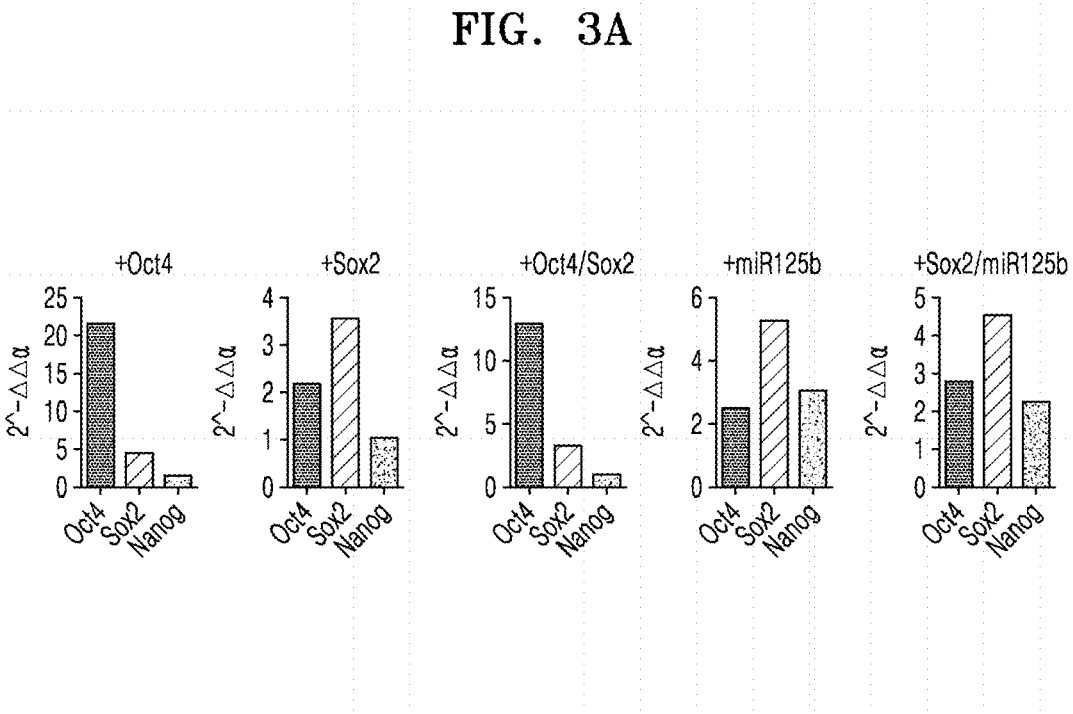 FIG. 3A
+Oct4
+Sox2
+Oct4/Sox2
+miR125b
+Sox2/miR125b
2^-ΔΔα
25
20
15
10
5
0
Oct4
Sox2
Nanog
2^-ΔΔα
4
3
2
1
0
Oct4
Sox2
Nanog
2^-ΔΔα
15
10
5
0
Oct4
Sox2
Nanog
2^-ΔΔα
6
4
2
0
Oct4
Sox2
Nanog
2^-ΔΔα
5
4
3
2
1
0
Oct4
Sox2
Nanog